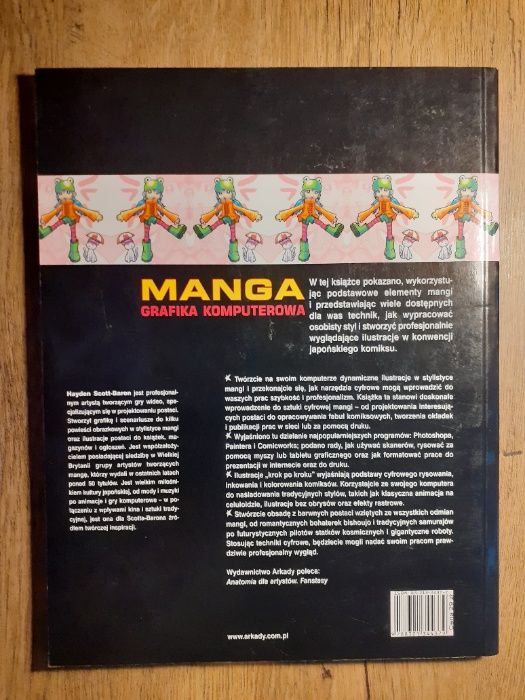 MANGA
GRAFIKA KOMPUTEROWA
W tej książce pokazano, wykorzystu-
jąc podstawowe elementy mangi
i przedstawiając wiele dostępnych
dla was technik, jak wypracować
osobisty styl i stworzyć profesjonalnie
wyglądające ilustracje w konwencji
japońskiego komiksu.
Hayden Scott-Baron jest profesjonal-
nym artystą tworzącym gry wideo, spe-
cjalizującym się w projektowaniu postaci.
Stworzył grafikę i scenariusze do kilku
powieści obrazkowych w stylistyce mangi
oraz ilustracje postaci do książek, ma-
gazynów i ogłoszeń. Jest współzałoży-
cielem posiadającej siedzibę w Wielkiej
Brytanii grupy artystów tworzących
mangę, którzy wydali w ostatnich latach
ponad 50 tytułów. Jest wielkim miłośni-
kiem kultury japońskiej, od mody i muzyki
po animacje i gry komputerowe – w po-
łączeniu z wpływami kina i sztuki trady-
cyjnej, jest ona dla Scotta-Barona źró-
dłem twórczej inspiracji.
Twórzcie na swoim komputerze dynamiczne ilustracje w stylistyce
mangi i przekonajcie się, jak narzędzia cyfrowe mogą wprowadzić do
waszych prac szybkość i profesjonalizm. Książka ta stanowi doskonałe
wprowadzenie do sztuki cyfrowej mangi – od projektowania interesują-
cych postaci do opracowywania fabuł komiksowych, tworzenia okładek
i publikacji prac w sieci lub za pomocą druku.
Wyjaśniono tu działanie najpopularniejszych programów: Photoshopa,
Paintera i Comicworks; podano rady, jak używać skanerów, rysować za
pomocą myszy lub tabletu graficznego oraz jak formatować prace do
prezentacji w internecie oraz do druku.
Ilustracje „krok po kroku” wyjaśniają podstawy cyfrowego rysowania,
inkowania i kolorowania komiksów. Korzystajcie ze swojego komputera
do naśladowania tradycyjnych stylów, takich jak klasyczna animacja na
celuloidzie, ilustracje bez obrysów oraz efekty rastrowe.
Stwórzcie obsadę z barwnych postaci wziętych ze wszystkich odmian
mangi, od romantycznych bohaterek bishoujo i tradycyjnych samurajów
po futurystycznych pilotów statków kosmicznych i gigantyczne roboty.
Stosując techniki cyfrowe, będziecie mogli nadać swoim pracom praw-
dziwie profesjonalny wygląd.
Wydawnictwo Arkady poleca:
Anatomia dla artystów. Fantasy
www.arkady.com.pl